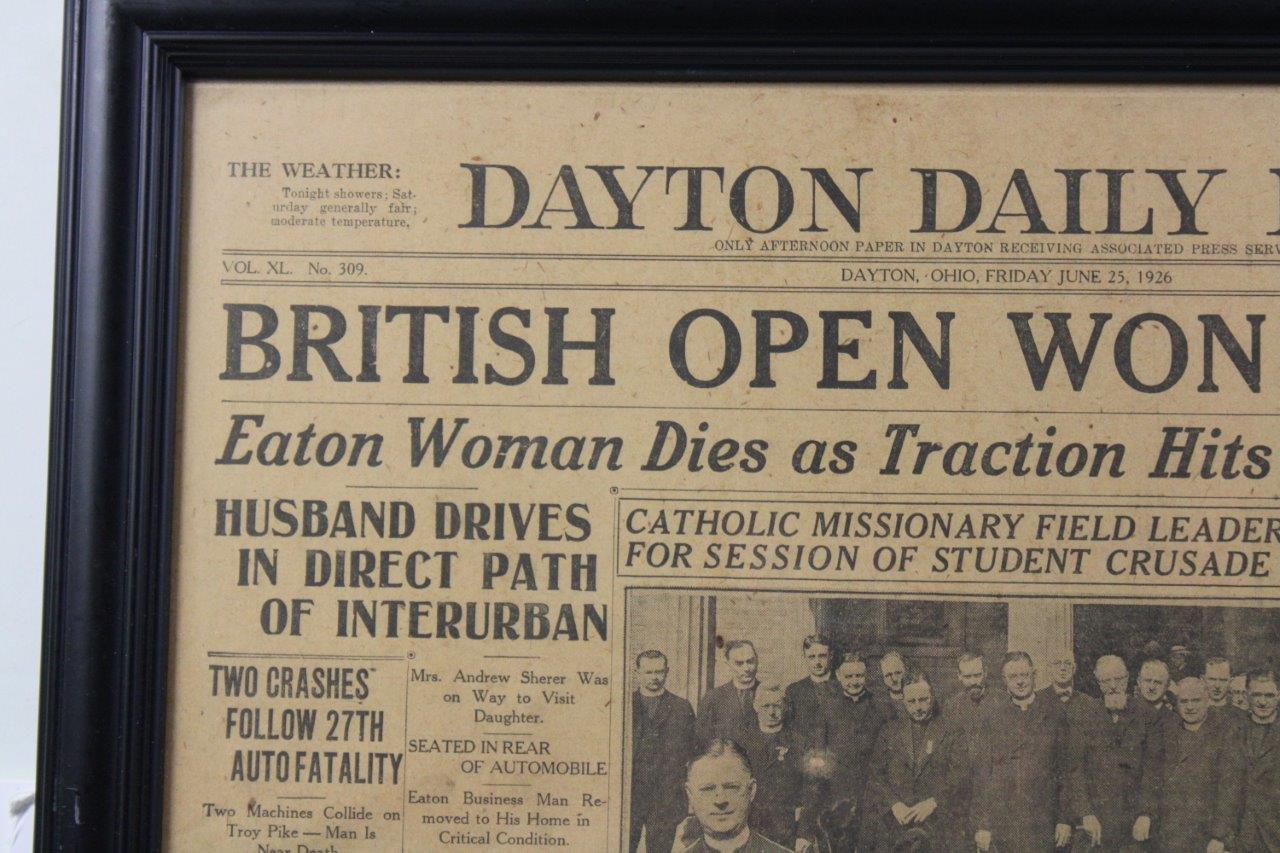 THE WEATHER:
Tonight showers; Sat-
urday generally fair;
moderate temperature.
DAYTON DAILY
ONLY AFTERNOON PAPER IN DAYTON RECEIVING ASSOCIATED PRESS SERV
VOL. XL. No. 309.
DAYTON, OHIO, FRIDAY JUNE 25, 1926
BRITISH OPEN WON
Eaton Woman Dies as Traction Hits
HUSBAND DRIVES
IN DIRECT PATH
OF INTERURBAN
TWO CRASHES
FOLLOW 27TH
AUTO FATALITY
Two Machines Collide on
Troy Pike — Man Is
Near Death.
Mrs. Andrew Sherer Was
on Way to Visit
Daughter.
SEATED IN REAR
OF AUTOMOBILE
Eaton Business Man Re-
moved to His Home in
Critical Condition.
CATHOLIC MISSIONARY FIELD LEADER
FOR SESSION OF STUDENT CRUSADE